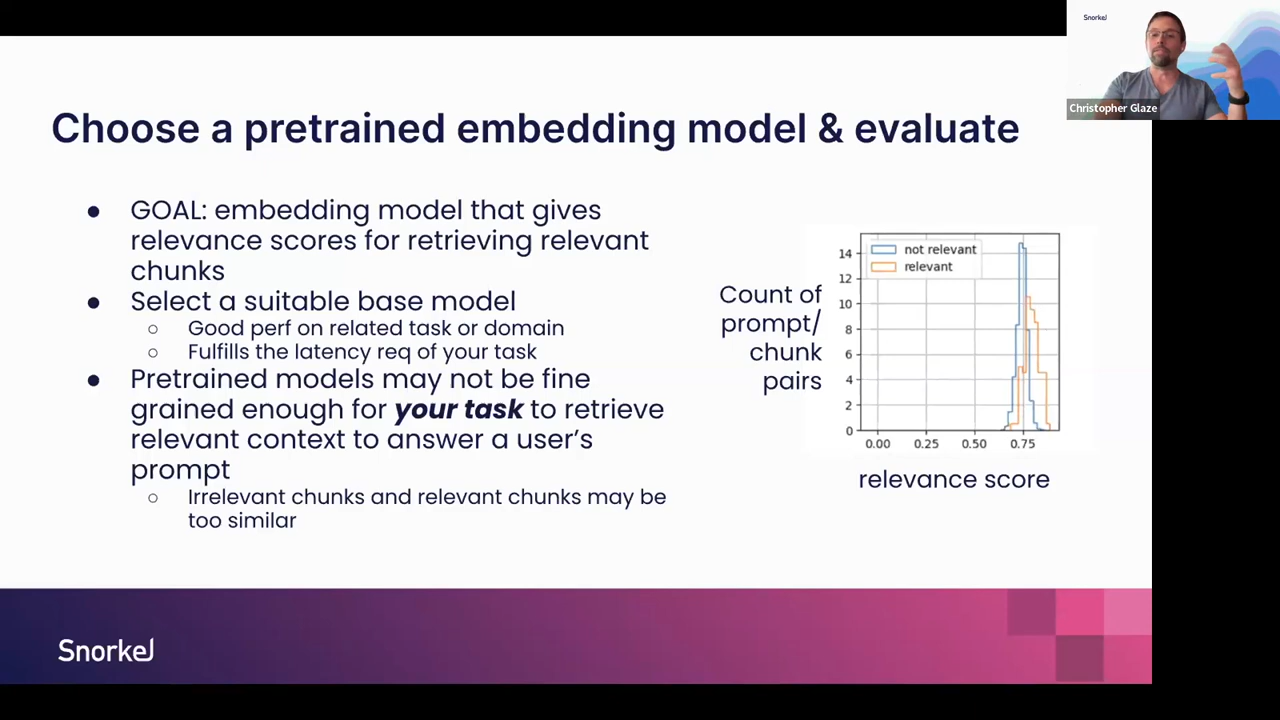 Snorkel
Christopher Glaze
Choose a pretrained embedding model & evaluate
● GOAL: embedding model that gives
relevance scores for retrieving relevant
chunks
● Select a suitable base model
○ Good perf on related task or domain
○ Fulfills the latency req of your task
● Pretrained models may not be fine
grained enough for your task to retrieve
relevant context to answer a user’s
prompt
○ Irrelevant chunks and relevant chunks may be
too similar
Count of
prompt/
chunk
pairs
not relevant
relevant
14
12
10
8
6
4
2
0
0.00 0.25 0.50 0.75
relevance score
Snorkel